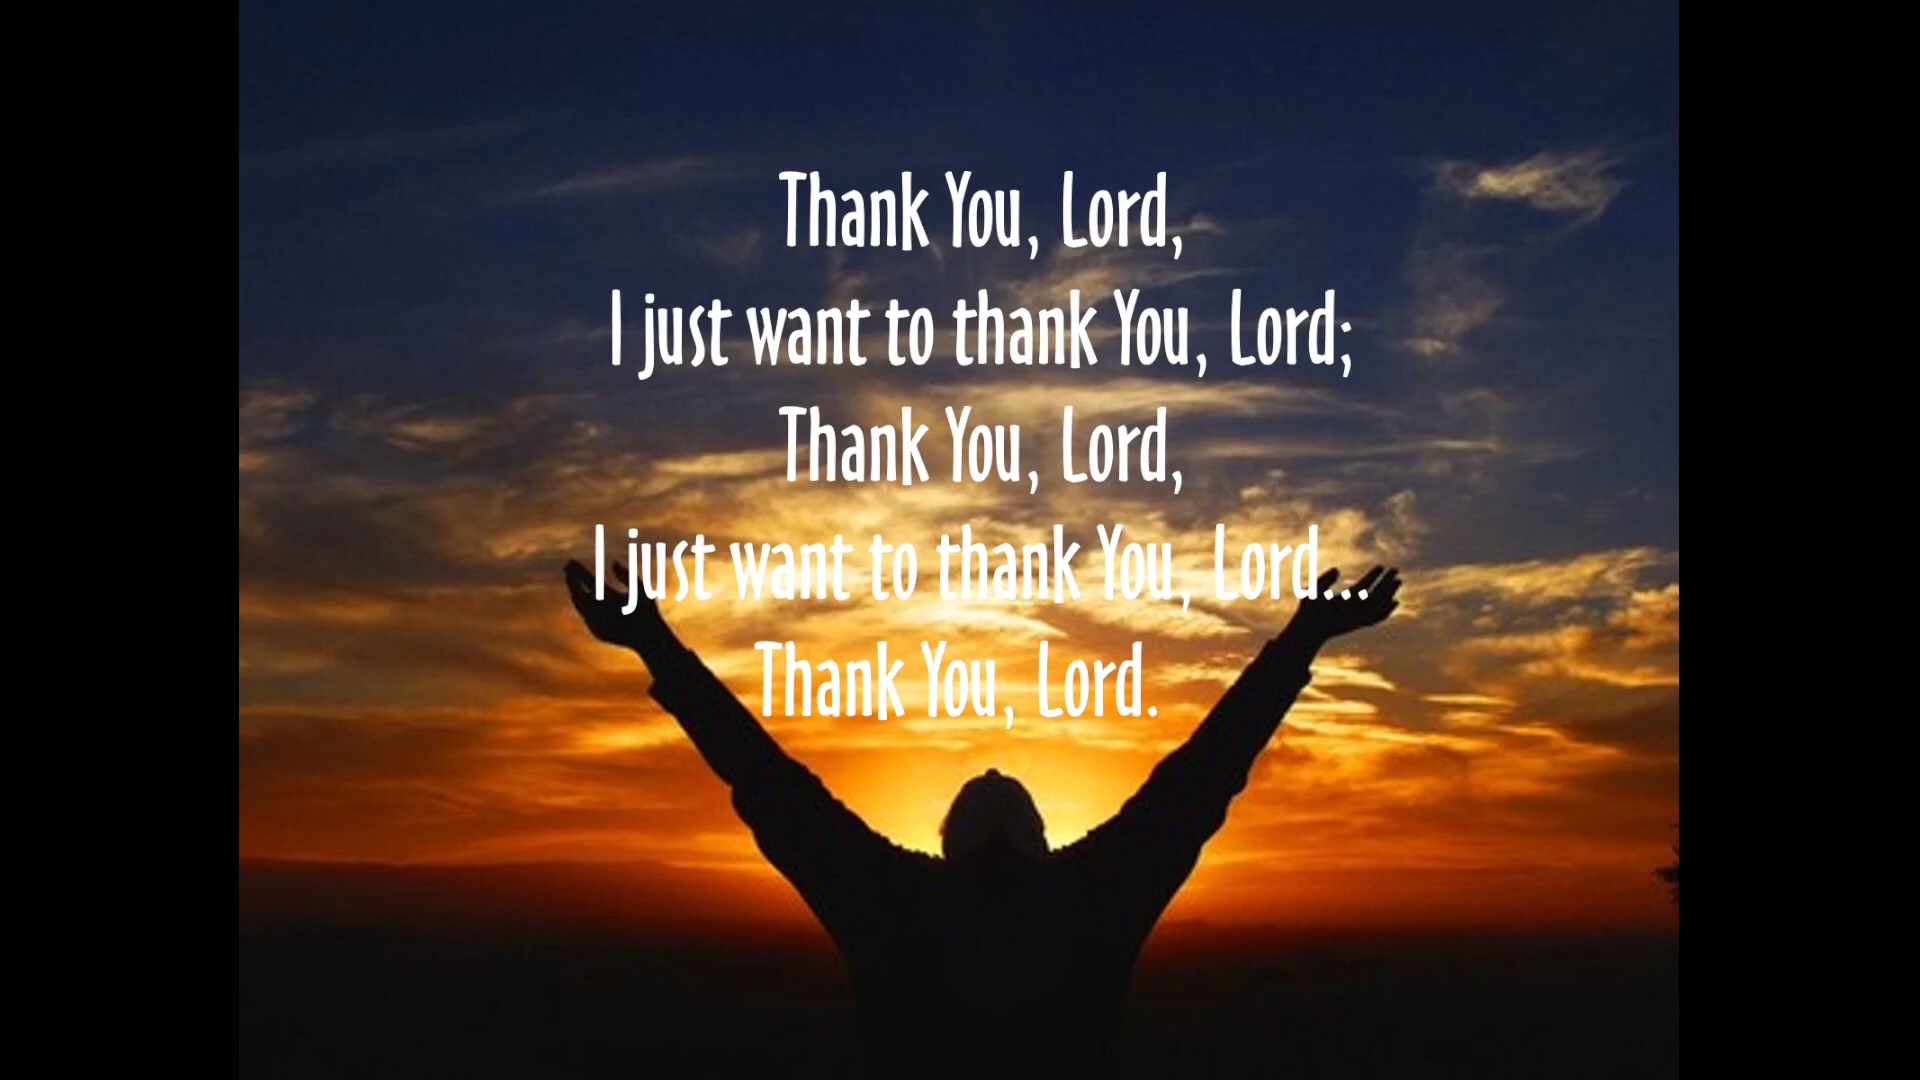 Thank You, Lord,
I just want to thank You, Lord;
Thank You, Lord,
I just want to thank You, Lord...
Thank You, Lord.